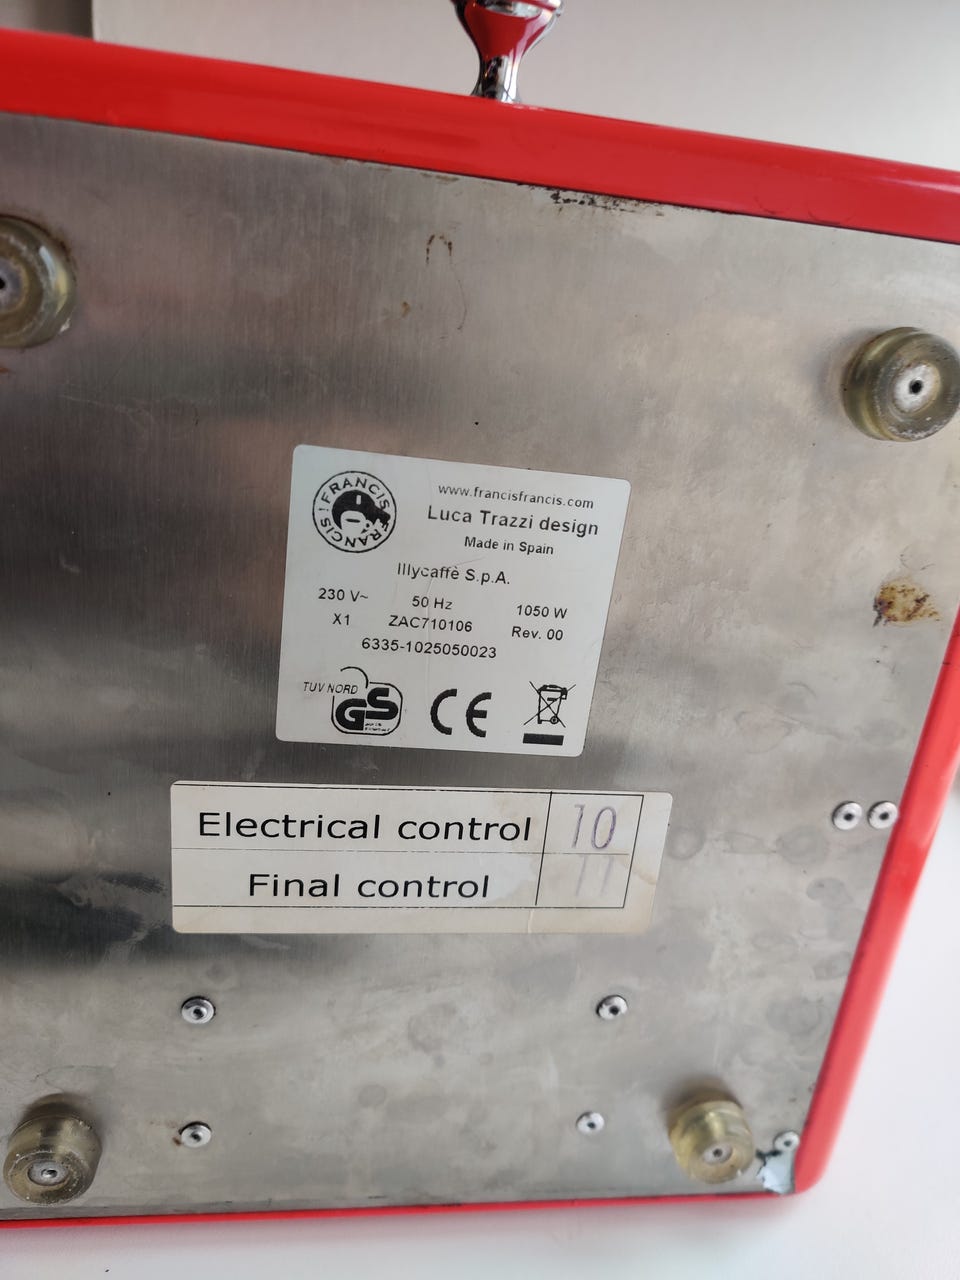 FRANCIS! FRANCIS!
www.francisfrancis.com
Luca Trazzi design
Made in Spain
Illycaffè S.p.A.
230 V~ 50 Hz 1050 W
X1 ZAC710106 Rev. 00
6335-1025050023
TUV NORD
GS
CE
Electrical control 10
Final control 11